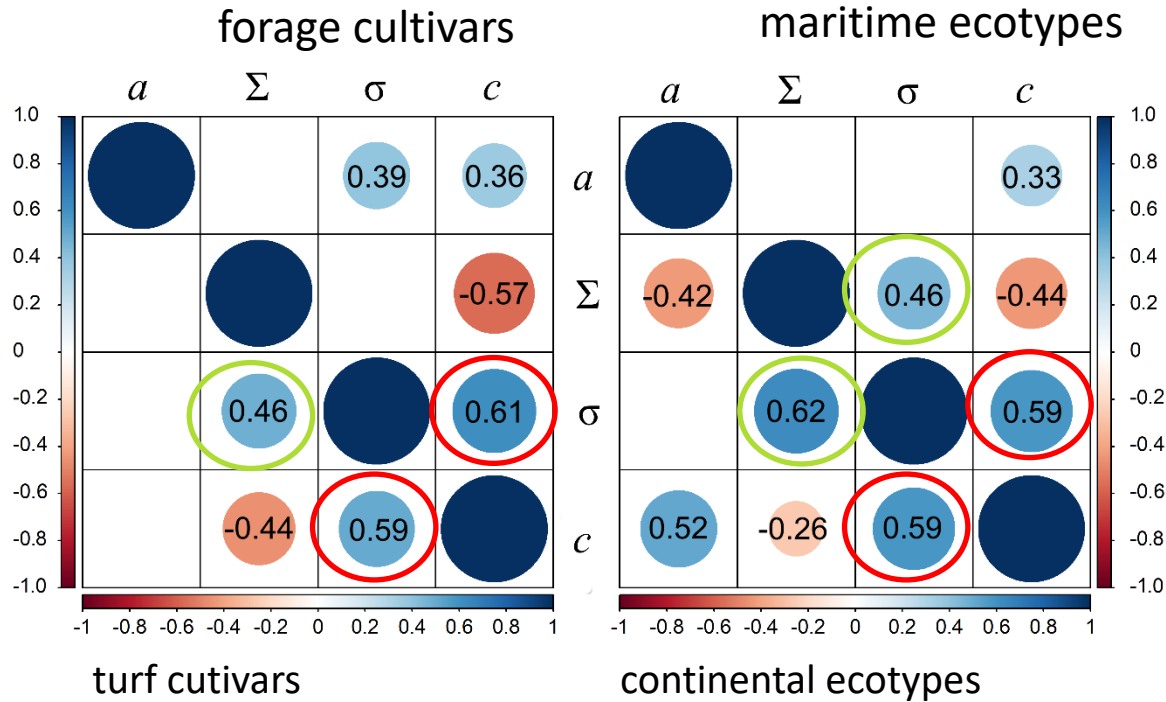 forage cultivars
maritime ecotypes
a Σ σ c
a Σ σ c
1.0
0.8
0.6
0.4
0.2
0
-0.2
-0.4
-0.6
-0.8
-1.0
0.39 0.36
-0.57
0.46 0.61
-0.44 0.59
a
Σ
σ
c
0.33
-0.42 0.46 -0.44
0.62 0.59
0.52 -0.26 0.59
1.0
0.8
0.6
0.4
0.2
0
-0.2
-0.4
-0.6
-0.8
-1.0
-1 -0.8 -0.6 -0.4 -0.2 0 0.2 0.4 0.6 0.8 1
-1 -0.8 -0.6 -0.4 -0.2 0 0.2 0.4 0.6 0.8 1
turf cutivars
continental ecotypes